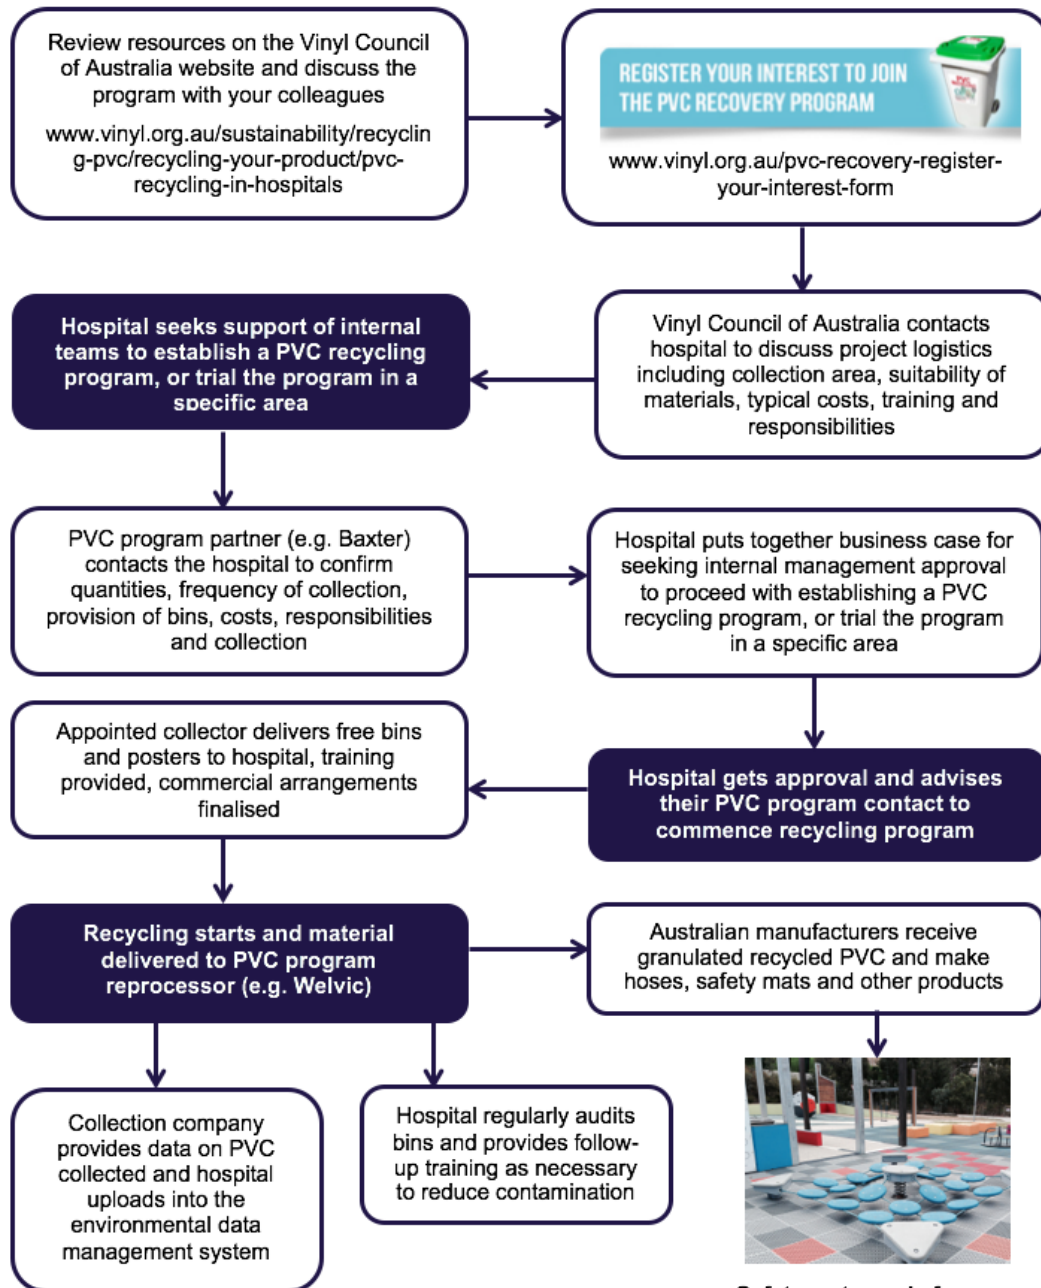 Review resources on the Vinyl Council
of Australia website and discuss the
program with your colleagues
www.vinyl.org.au/sustainability/recyclin
g-pvc/recycling-your-product/pvc-
recycling-in-hospitals
REGISTER YOUR INTEREST TO JOIN
THE PVC RECOVERY PROGRAM
www.vinyl.org.au/pvc-recovery-register-
your-interest-form
Vinyl Council of Australia contacts
hospital to discuss project logistics
including collection area, suitability of
materials, typical costs, training and
responsibilities
Hospital seeks support of internal
teams to establish a PVC recycling
program, or trial the program in a
specific area
PVC program partner (e.g. Baxter)
contacts the hospital to confirm
quantities, frequency of collection,
provision of bins, costs, responsibilities
and collection
Hospital puts together business case for
seeking internal management approval
to proceed with establishing a PVC
recycling program, or trial the program
in a specific area
Hospital gets approval and advises
their PVC program contact to
commence recycling program
Appointed collector delivers free bins
and posters to hospital, training
provided, commercial arrangements
finalised
Recycling starts and material
delivered to PVC program
reprocessor (e.g. Welvic)
Australian manufacturers receive
granulated recycled PVC and make
hoses, safety mats and other products
Collection company
provides data on PVC
collected and hospital
uploads into the
environmental data
management system
Hospital regularly audits
bins and provides follow-
up training as necessary
to reduce contamination